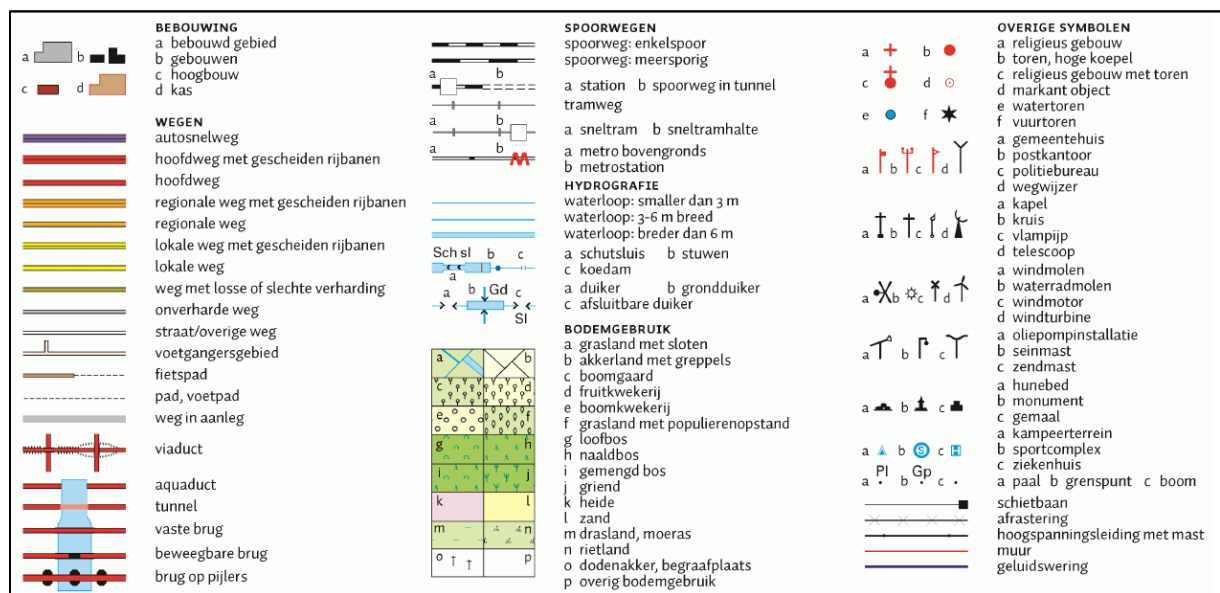 BEBOUWING
a bebouwd gebied
a b b gebouwen
c hoogbouw
c d d kas
WEGEN
autosnelweg
hoofdweg met gescheiden rijbanen
hoofdweg
regionale weg met gescheiden rijbanen
regionale weg
lokale weg met gescheiden rijbanen
lokale weg
weg met losse of slechte verharding
onverharde weg
straat/overige weg
voetgangersgebied
fietspad
pad, voetpad
weg in aanleg
viaduct
aquaduct
tunnel
vaste brug
beweegbare brug
brug op pijlers
SPOORWEGEN
spoorweg: enkelspoor
spoorweg: meersporig
a b
a station b spoorweg in tunnel
tramweg
a b
a sneltram b sneltramhalte
a b a metro bovengronds
b metrostation
HYDROGRAFIE
waterloop: smaller dan 3 m
waterloop: 3-6 m breed
waterloop: breder dan 6 m
Sch sl b c a schutsluis b stuwen
a c koedam
a b Gd c a duiker b grondduiker
Sl c afsluitbare duiker
BODEMGEBRUIK
a b a grasland met sloten
b akkerland met greppels
c d c boomgaard
d fruitkwekerij
e f e boomkwekerij
f grasland met populierenopstand
g h g loofbos
h naaldbos
i j i gemengd bos
j griend
k l k heide
l zand
m n m drasland, moeras
n rietland
o p o dodenakker, begraafplaats
p overig bodemgebruik
OVERIGE SYMBOLEN
a b a religieus gebouw
b toren, hoge koepel
c d c religieus gebouw met toren
d markant object
e f e watertoren
f vuurtoren
a gemeentehuis
b postkantoor
a b c d c politiebureau
d wegwijzer
a kapel
b kruis
a b c d c vlampijp
d telescoop
a windmolen
b waterradmolen
a b c d c windmotor
d windturbine
a oliepompinstallatie
a b c b seinmast
c zendmast
a hunebed
a b c b monument
c gemaal
a kampeerterrein
a b S c H b sportcomplex
Pl Gp c ziekenhuis
a b c a paal b grenspunt c boom
schietbaan
afrastering
hoogspanningsleiding met mast
muur
geluidswering